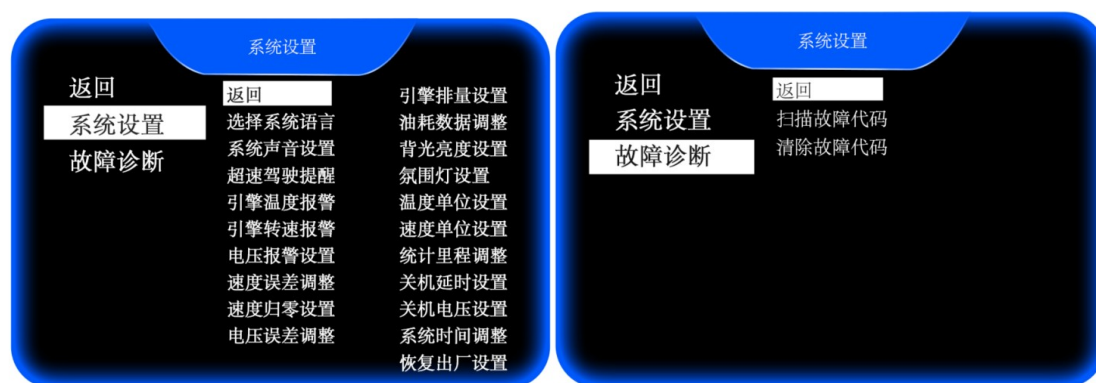 系统设置
返回
系统设置
故障诊断
返回
选择系统语言
系统声音设置
超速驾驶提醒
引擎温度报警
引擎转速报警
电压报警设置
速度误差调整
速度归零设置
电压误差调整
引擎排量设置
油耗数据调整
背光亮度设置
氛围灯设置
温度单位设置
速度单位设置
统计里程调整
关机延时设置
关机电压设置
系统时间调整
恢复出厂设置
系统设置
返回
系统设置
故障诊断
返回
扫描故障代码
清除故障代码